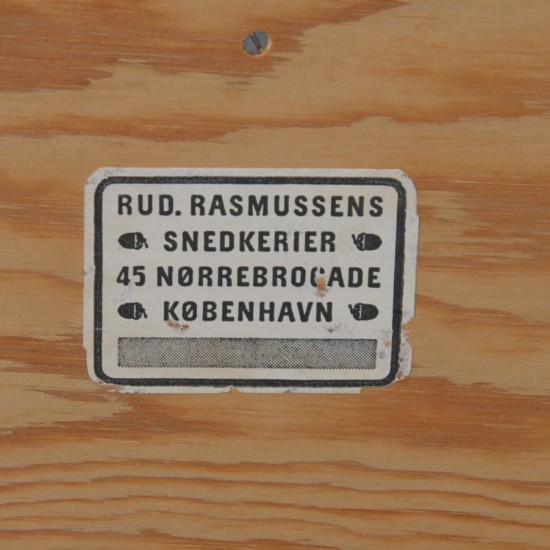 RUD. RASMUSSENS
SNEDKERIER
45 NØRREBROGADE
KØBENHAVN